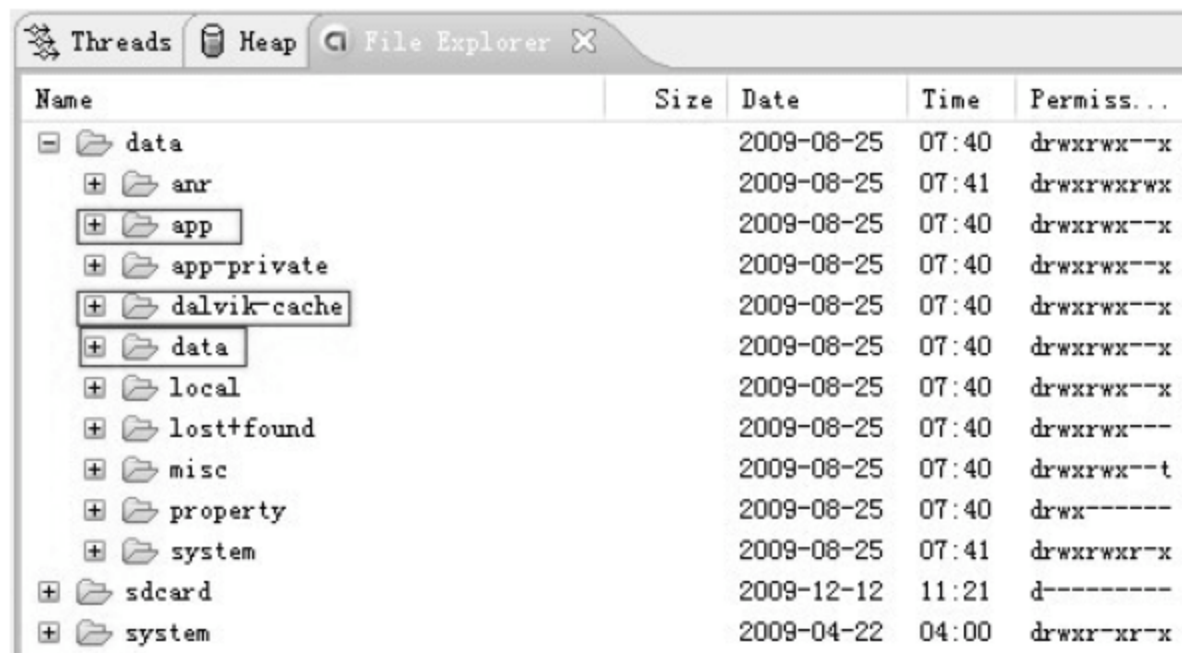 Threads Heap File Explorer
Name Size Date Time Permiss...
data 2009-08-25 07:40 drwxrwx--x
anr 2009-08-25 07:41 drwxrwxrwx
app 2009-08-25 07:40 drwxrwx--x
app-private 2009-08-25 07:40 drwxrwx--x
dalvik-cache 2009-08-25 07:40 drwxrwx--x
data 2009-08-25 07:40 drwxrwx--x
local 2009-08-25 07:40 drwxrwx--x
lost+found 2009-08-25 07:40 drwxrwx---
misc 2009-08-25 07:40 drwxrwx--t
property 2009-08-25 07:40 drwx------
system 2009-08-25 07:41 drwxrwxr-x
sdcard 2009-12-12 11:21 d---------
system 2009-04-22 04:00 drwxr-xr-x